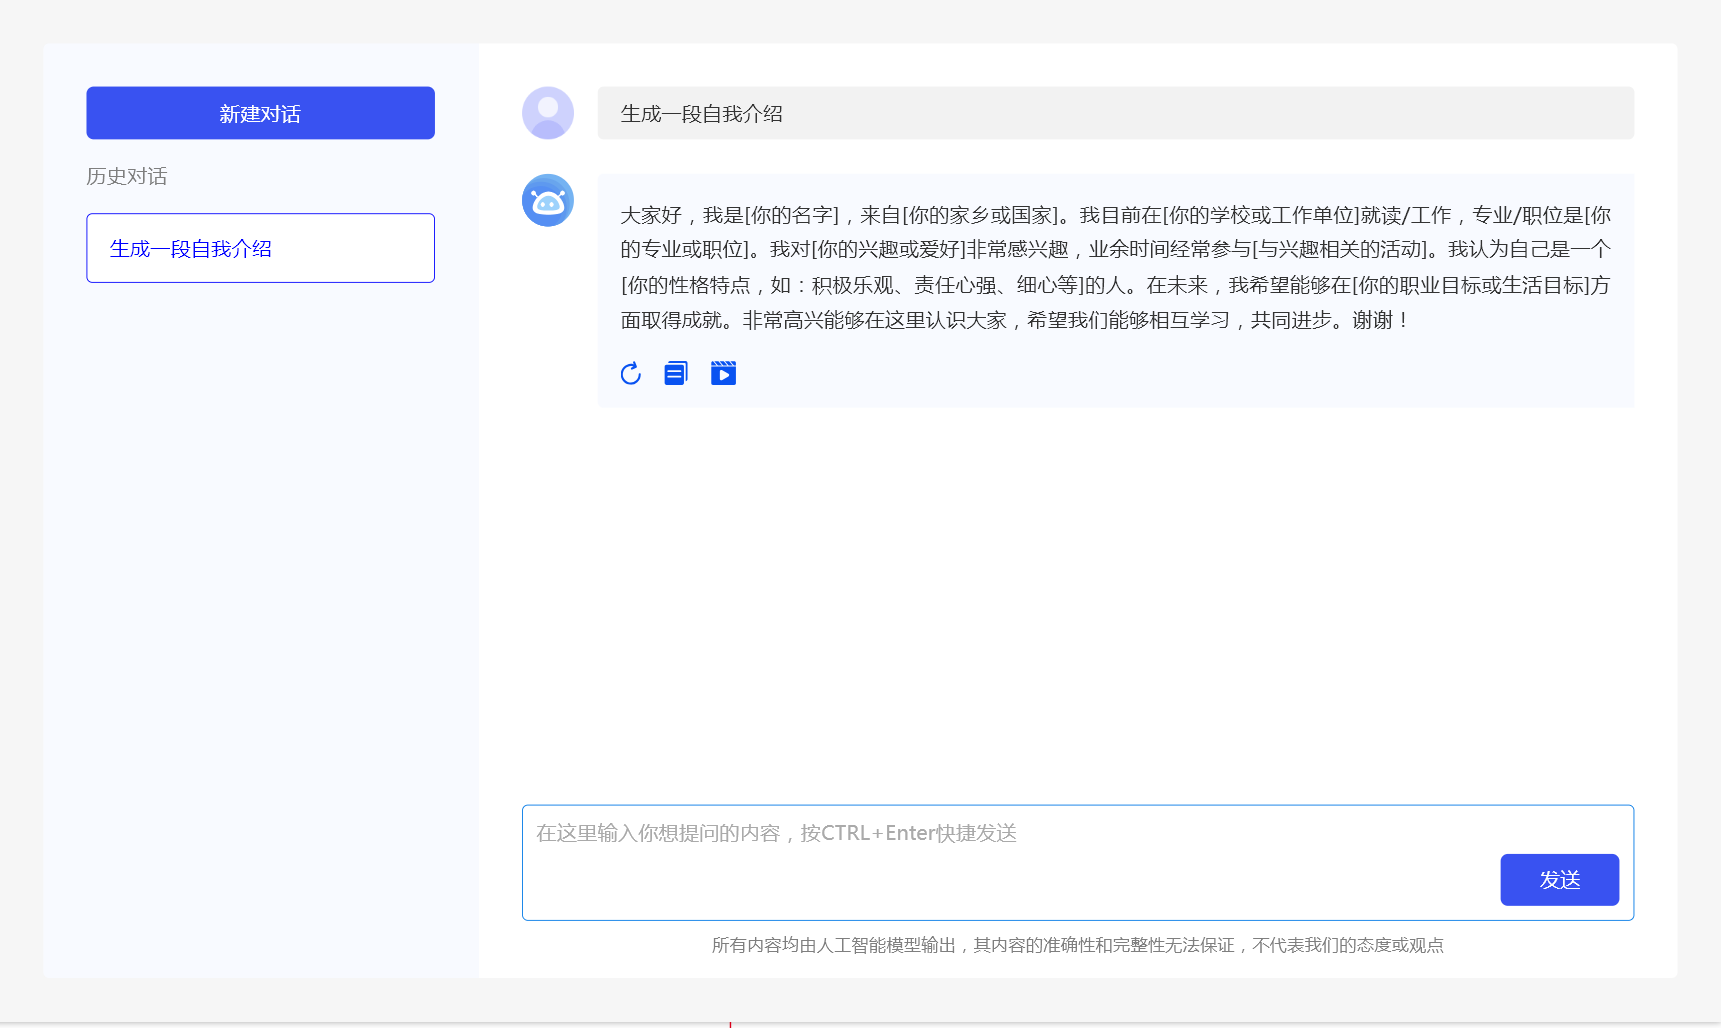 新建对话
历史对话
生成一段自我介绍
生成一段自我介绍
大家好，我是[你的名字]，来自[你的家乡或国家]。我目前在[你的学校或工作单位]就读/工作，专业/职位是[你
的专业或职位]。我对[你的兴趣或爱好]非常感兴趣，业余时间经常参与[与兴趣相关的活动]。我认为自己是一个
[你的性格特点，如：积极乐观、责任心强、细心等]的人。在未来，我希望能够在[你的职业目标或生活目标]方
面取得成就。非常高兴能够在这里认识大家，希望我们能够相互学习，共同进步。谢谢！
在这里输入你想提问的内容，按CTRL+Enter快捷发送
发送
所有内容均由人工智能模型输出，其内容的准确性和完整性无法保证，不代表我们的态度或观点